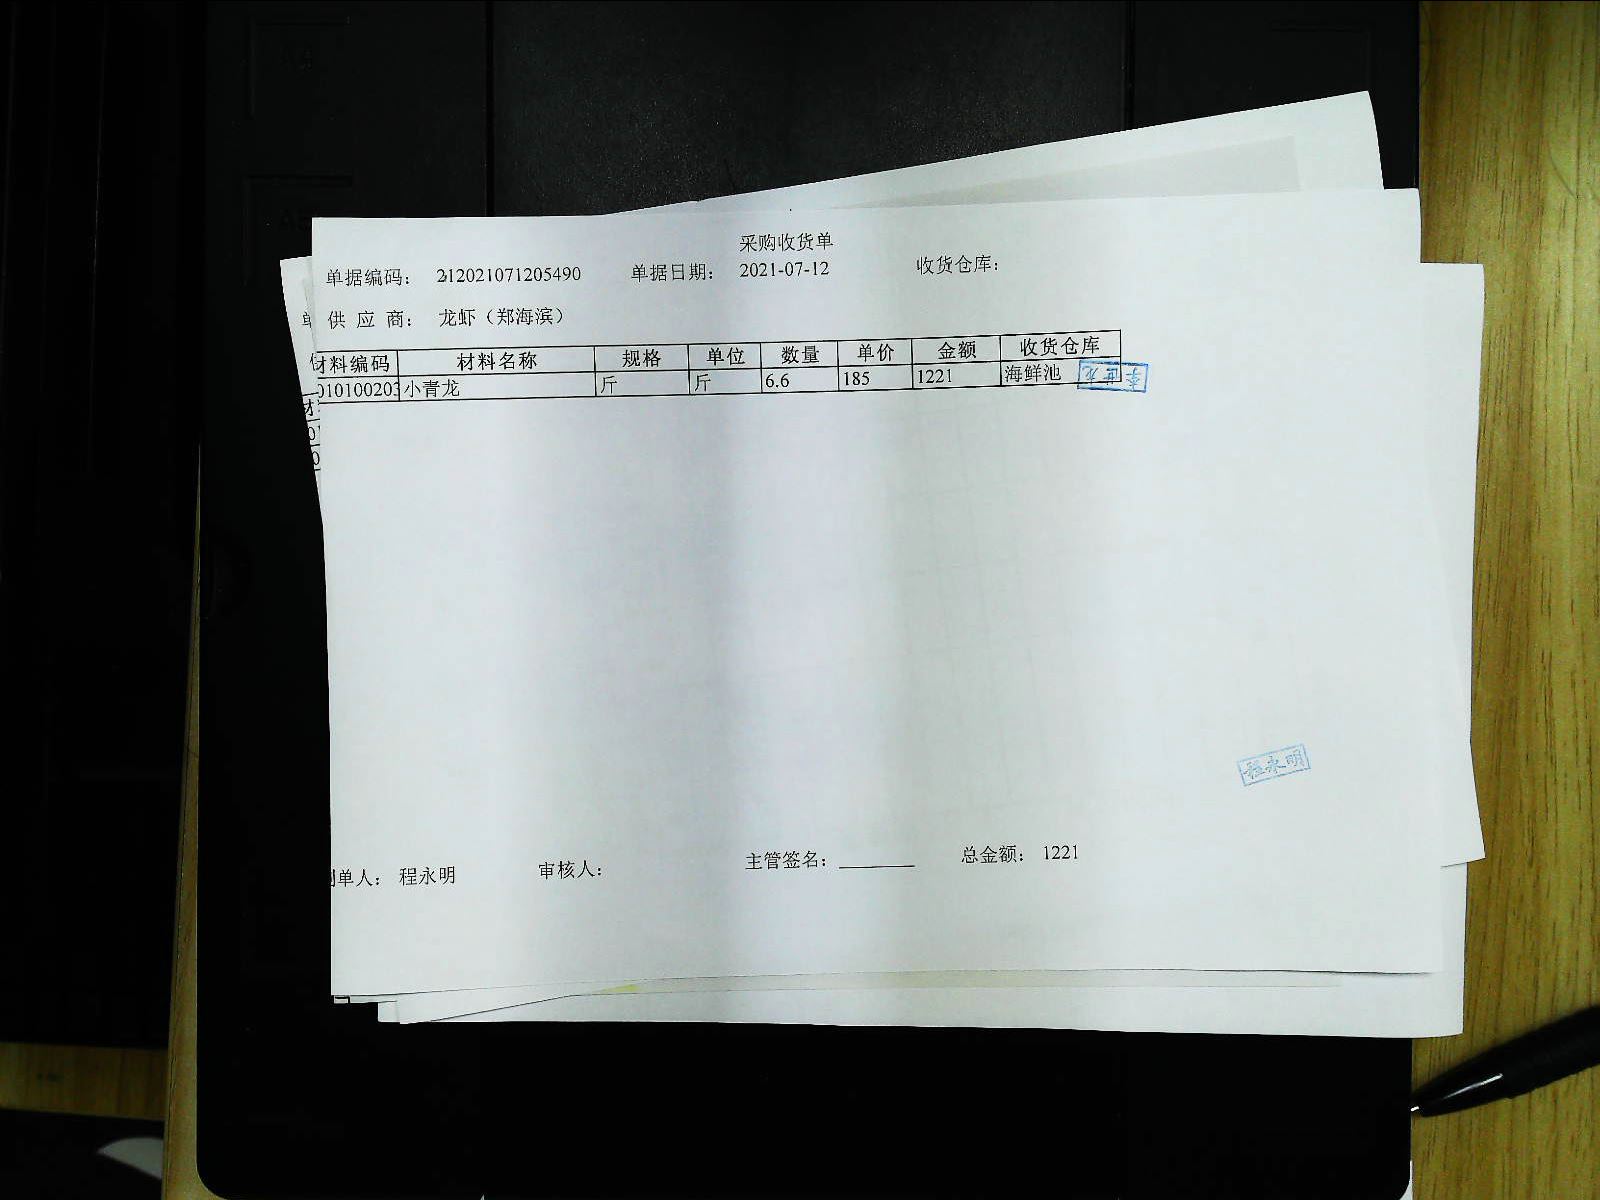 采购收货单
单据编码： 212021071205490 单据日期： 2021-07-12 收货仓库：
供 应 商： 龙虾（郑海滨）
材料编码 材料名称 规格 单位 数量 单价 金额 收货仓库
010100203 小青龙 斤 斤 6.6 185 1221 海鲜池
程永明
制单人： 程永明 审核人： 主管签名： 总金额： 1221